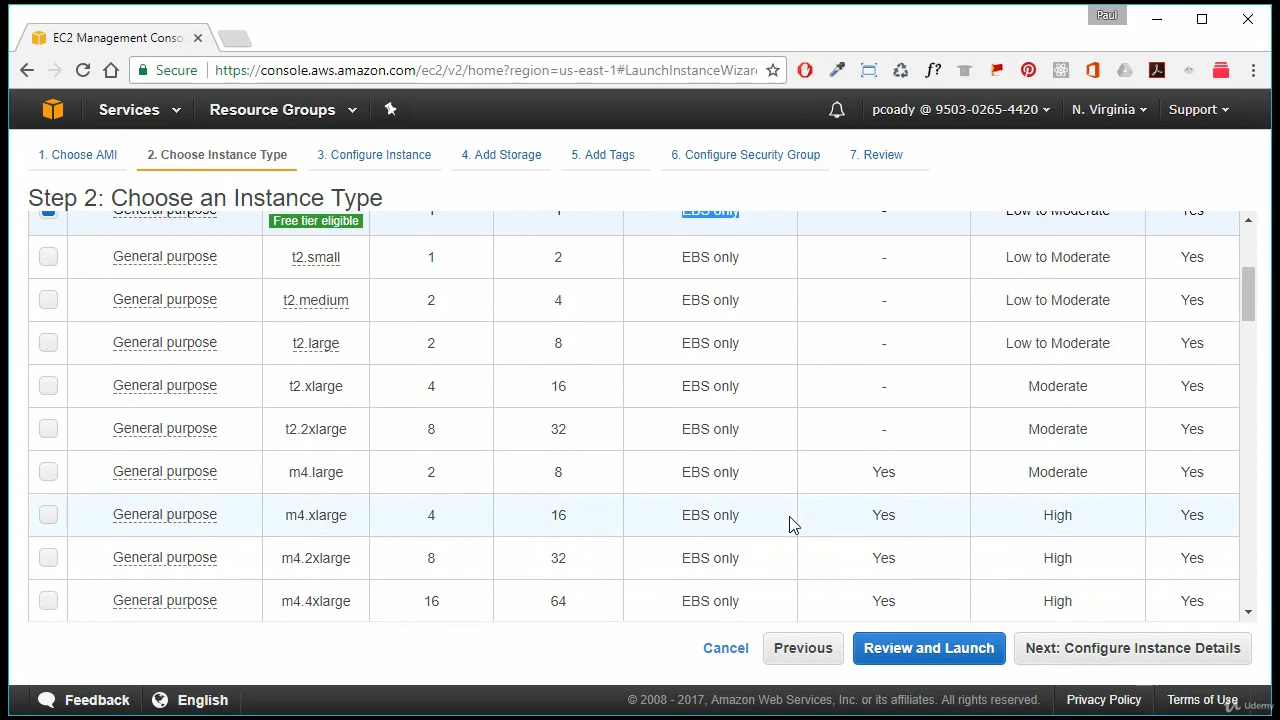 Paul
EC2 Management Conso
Secure https://console.aws.amazon.com/ec2/v2/home?region=us-east-1#LaunchInstanceWizar
f?
Services Resource Groups pcoady @ 9503-0265-4420 N. Virginia Support
1. Choose AMI 2. Choose Instance Type 3. Configure Instance 4. Add Storage 5. Add Tags 6. Configure Security Group 7. Review
Step 2: Choose an Instance Type
General purpose 1 1 EBS only - Low to Moderate Yes
Free tier eligible
General purpose t2.small 1 2 EBS only - Low to Moderate Yes
General purpose t2.medium 2 4 EBS only - Low to Moderate Yes
General purpose t2.large 2 8 EBS only - Low to Moderate Yes
General purpose t2.xlarge 4 16 EBS only - Moderate Yes
General purpose t2.2xlarge 8 32 EBS only - Moderate Yes
General purpose m4.large 2 8 EBS only Yes Moderate Yes
General purpose m4.xlarge 4 16 EBS only Yes High Yes
General purpose m4.2xlarge 8 32 EBS only Yes High Yes
General purpose m4.4xlarge 16 64 EBS only Yes High Yes
Cancel Previous Review and Launch Next: Configure Instance Details
Feedback English © 2008 - 2017, Amazon Web Services, Inc. or its affiliates. All rights reserved. Privacy Policy Terms of Use
Udemy